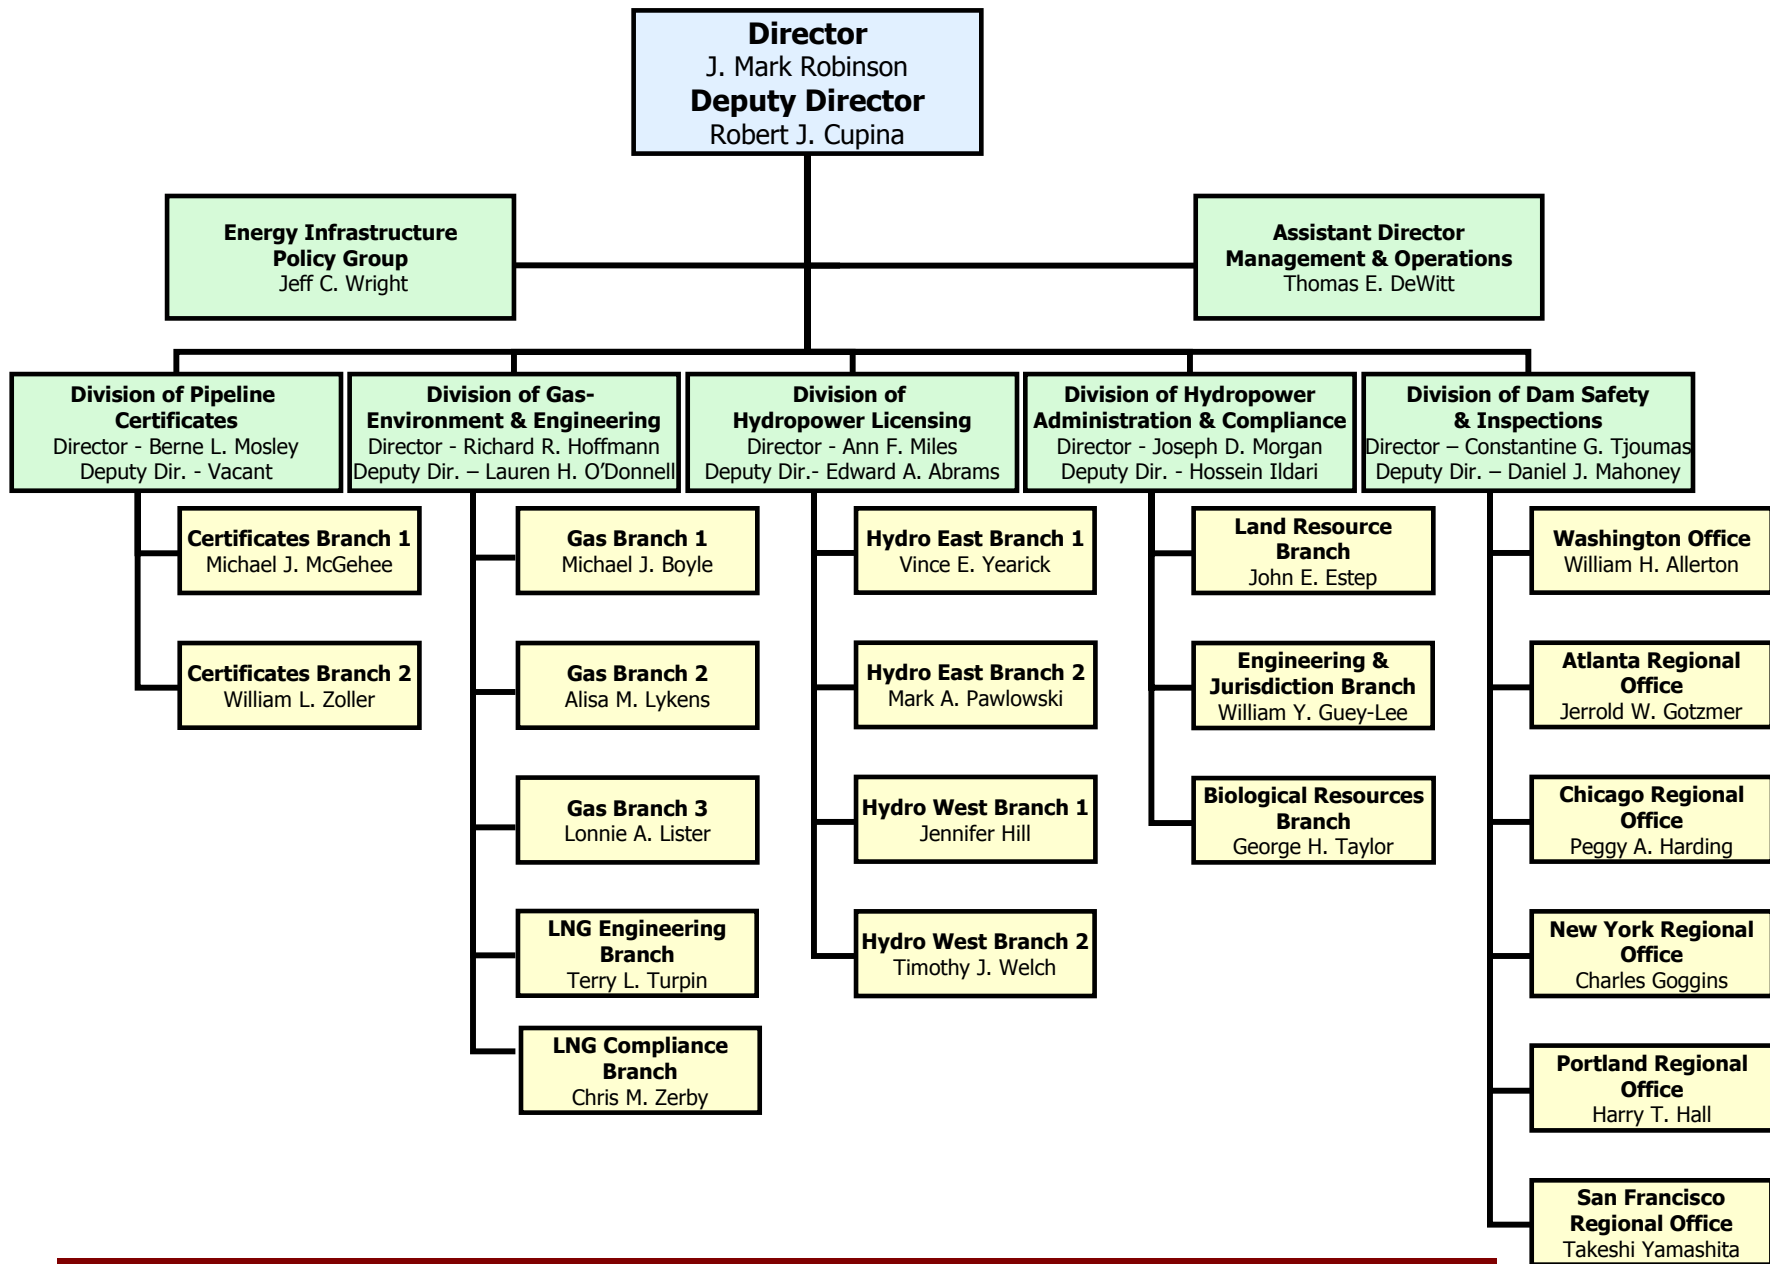 Director
J. Mark Robinson
Deputy Director
Robert J. Cupina
Energy Infrastructure
Policy Group
Jeff C. Wright
Assistant Director
Management & Operations
Thomas E. DeWitt
Division of Pipeline
Certificates
Director - Berne L. Mosley
Deputy Dir. - Vacant
Division of Gas-
Environment & Engineering
Director - Richard R. Hoffmann
Deputy Dir. – Lauren H. O’Donnell
Division of
Hydropower Licensing
Director - Ann F. Miles
Deputy Dir.- Edward A. Abrams
Division of Hydropower
Administration & Compliance
Director - Joseph D. Morgan
Deputy Dir. - Hossein Ildari
Division of Dam Safety
& Inspections
Director – Constantine G. Tjoumas
Deputy Dir. – Daniel J. Mahoney
Certificates Branch 1
Michael J. McGehee
Certificates Branch 2
William L. Zoller
Gas Branch 1
Michael J. Boyle
Gas Branch 2
Alisa M. Lykens
Gas Branch 3
Lonnie A. Lister
LNG Engineering
Branch
Terry L. Turpin
LNG Compliance
Branch
Chris M. Zerby
Hydro East Branch 1
Vince E. Yearick
Hydro East Branch 2
Mark A. Pawlowski
Hydro West Branch 1
Jennifer Hill
Hydro West Branch 2
Timothy J. Welch
Land Resource
Branch
John E. Estep
Engineering &
Jurisdiction Branch
William Y. Guey-Lee
Biological Resources
Branch
George H. Taylor
Washington Office
William H. Allerton
Atlanta Regional
Office
Jerrold W. Gotzmer
Chicago Regional
Office
Peggy A. Harding
New York Regional
Office
Charles Goggins
Portland Regional
Office
Harry T. Hall
San Francisco
Regional Office
Takeshi Yamashita